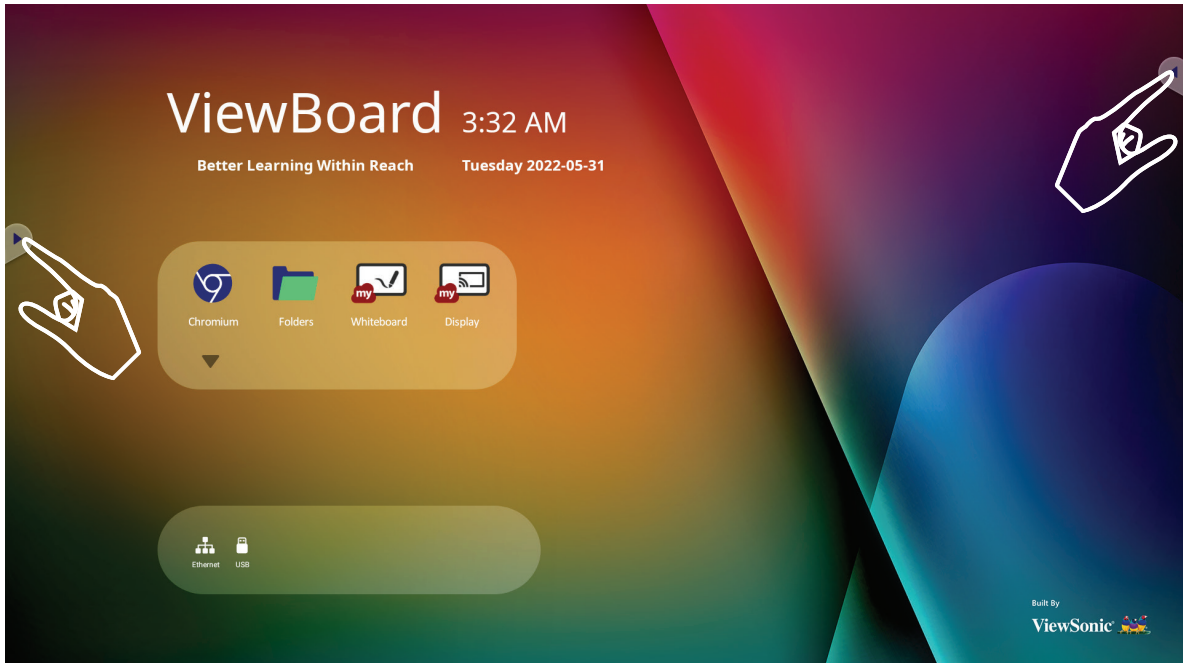 ViewBoard 3:32 AM
Better Learning Within Reach Tuesday 2022-05-31
Chromium Folders my Whiteboard my Display
Ethernet USB
Built By
ViewSonic®